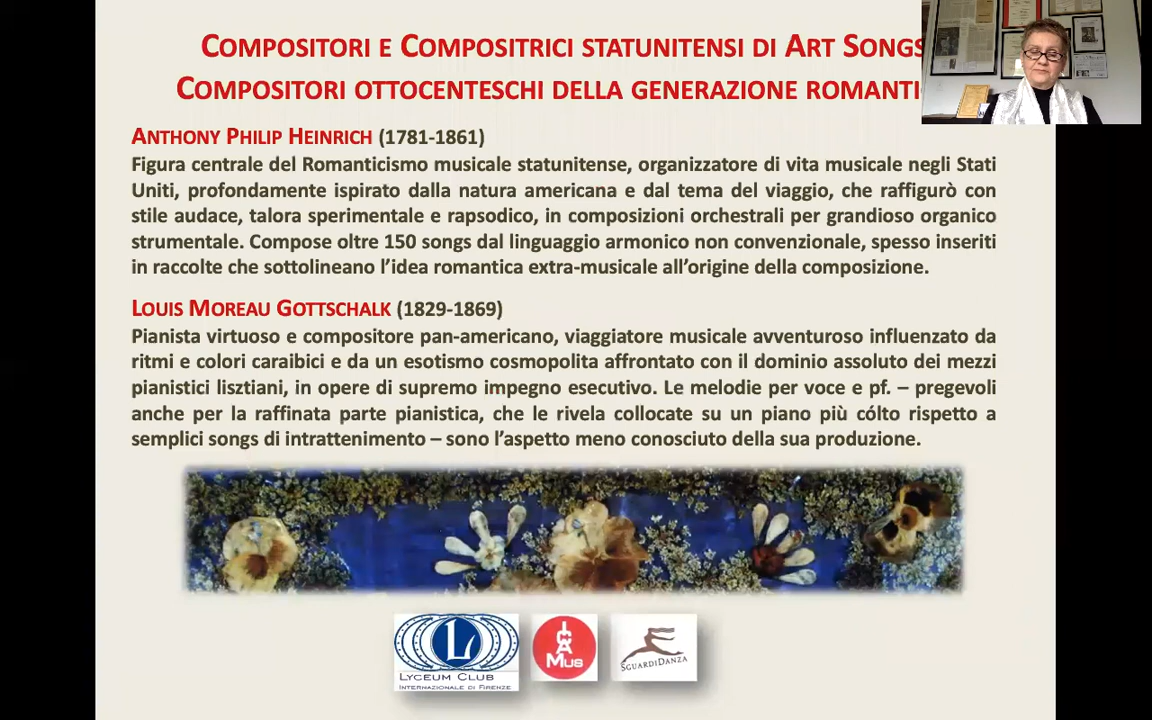 COMPOSITORI E COMPOSITRICI STATUNITENSI DI ART SONGS
COMPOSITORI OTTOCENTESCHI DELLA GENERAZIONE ROMANTI
ANTHONY PHILIP HEINRICH (1781-1861)
Figura centrale del Romanticismo musicale statunitense, organizzatore di vita musicale negli Stati
Uniti, profondamente ispirato dalla natura americana e dal tema del viaggio, che raffigurò con
stile audace, talora sperimentale e rapsodico, in composizioni orchestrali per grandioso organico
strumentale. Compose oltre 150 songs dal linguaggio armonico non convenzionale, spesso inseriti
in raccolte che sottolineano l’idea romantica extra-musicale all’origine della composizione.
LOUIS MOREAU GOTTSCHALK (1829-1869)
Pianista virtuoso e compositore pan-americano, viaggiatore musicale avventuroso influenzato da
ritmi e colori caraibici e da un esotismo cosmopolita affrontato con il dominio assoluto dei mezzi
pianistici lisztiani, in opere di supremo impegno esecutivo. Le melodie per voce e pf. – pregevoli
anche per la raffinata parte pianistica, che le rivela collocate su un piano più cólto rispetto a
semplici songs di intrattenimento – sono l’aspetto meno conosciuto della sua produzione.
L
LYCEUM CLUB
INTERNAZIONALE DI FIRENZE
ICAMus
SGUARDIDANZA